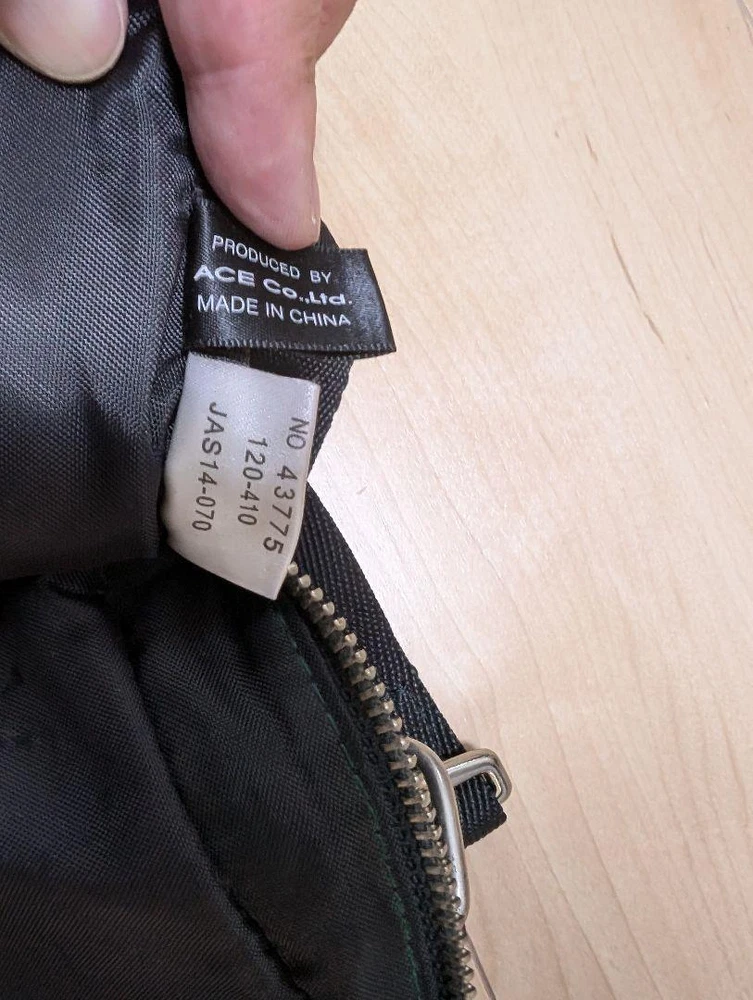 PRODUCED BY
ACE Co.,Ltd.
MADE IN CHINA
NO 43775
120-410
JAS14-070